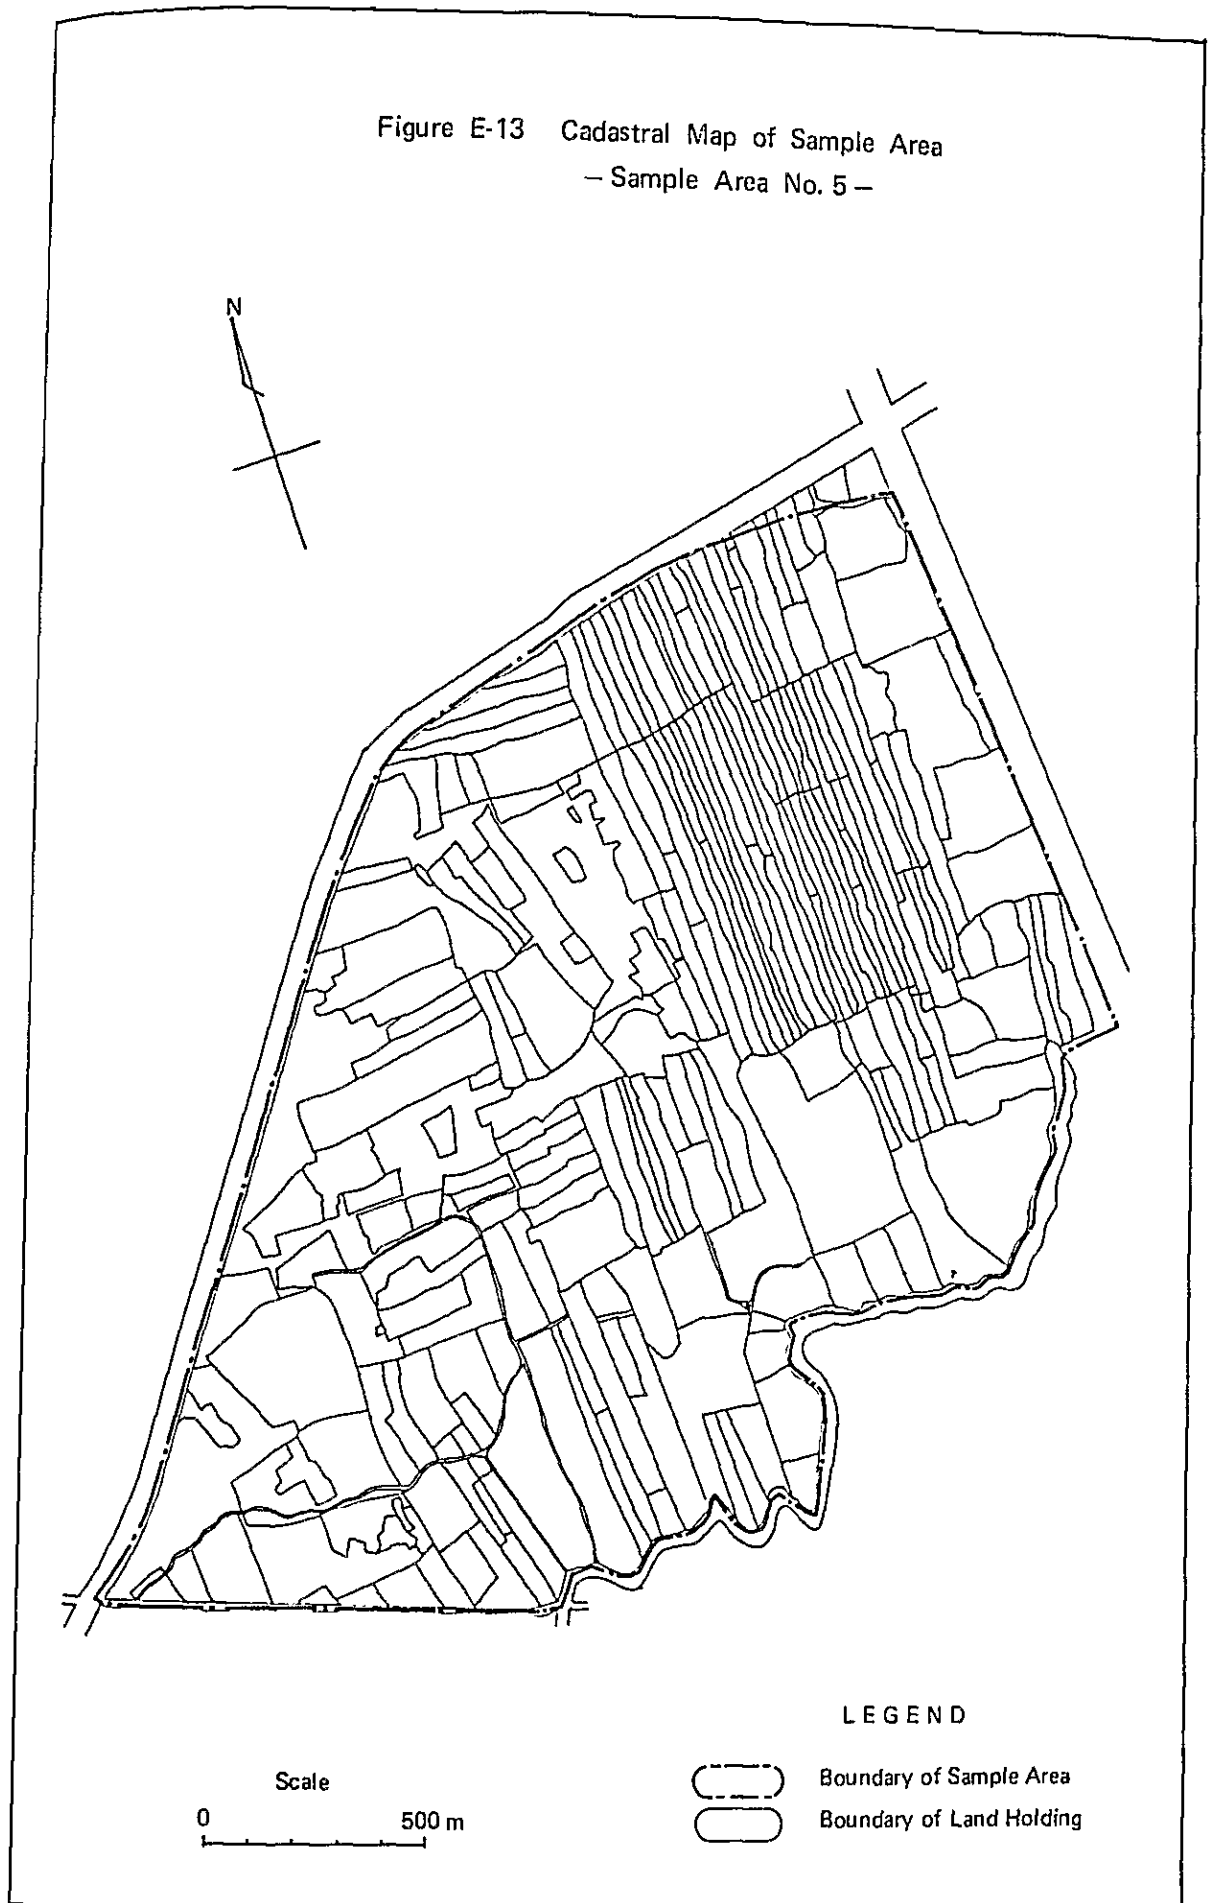 Figure E-13 Cadastral Map of Sample Area
— Sample Area No. 5 —
N
LEGEND
Scale
0 500 m
Boundary of Sample Area
Boundary of Land Holding